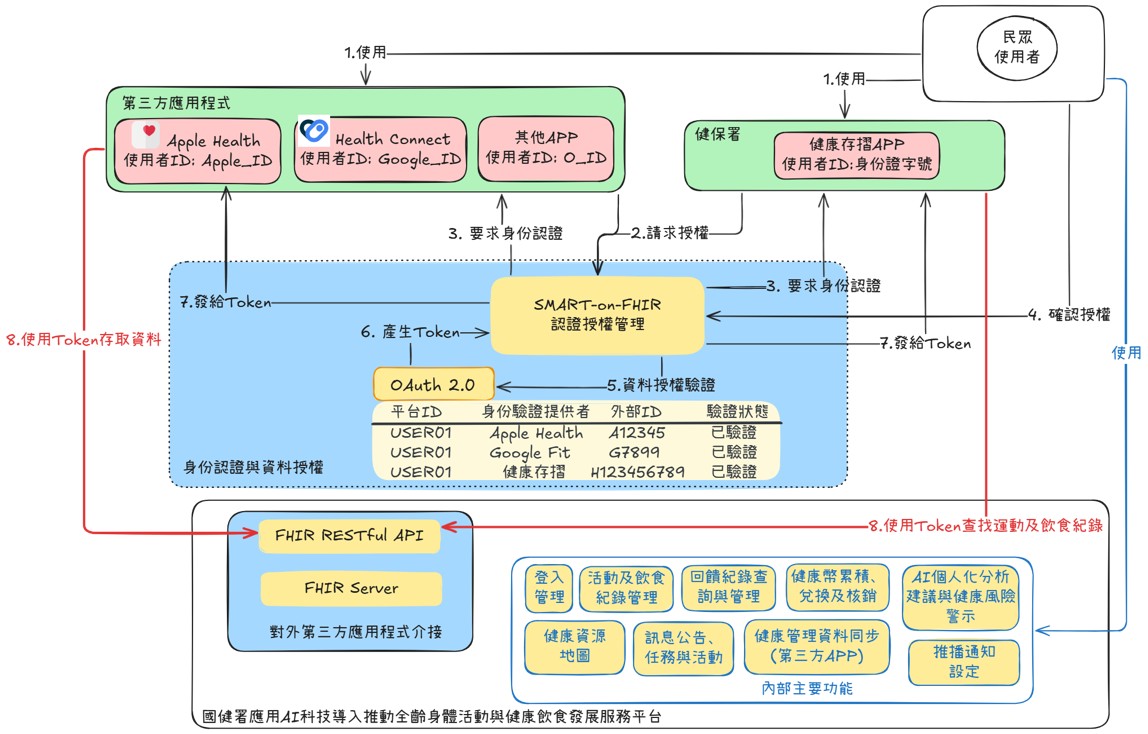 民眾
使用者
1.使用
1.使用
第三方應用程式
Apple Health
使用者ID: Apple_ID
Health Connect
使用者ID: Google_ID
其他APP
使用者ID: O_ID
健保署
健康存摺APP
使用者ID:身份證字號
3. 要求身份認證
2.請求授權
3. 要求身份認證
7.發給Token
SMART-on-FHIR
認證授權管理
4. 確認授權
6. 產生Token
7.發給Token
8.使用Token存取資料
使用
OAuth 2.0
5.資料授權驗證
平台ID 身份驗證提供者 外部ID 驗證狀態
USER01 Apple Health A12345 已驗證
USER01 Google Fit G7899 已驗證
USER01 健康存摺 H123456789 已驗證
身份認證與資料授權
FHIR RESTful API
8.使用Token查找運動及飲食紀錄
FHIR Server
對外第三方應用程式介接
登入
管理
活動及飲食
紀錄管理
回饋紀錄查
詢與管理
健康幣累積、
兌換及核銷
AI個人化分析
建議與健康風險
警示
健康資源
地圖
訊息公告、
任務與活動
健康管理資料同步
(第三方APP)
推播通知
設定
內部主要功能
國健署應用AI科技導入推動全齡身體活動與健康飲食發展服務平台